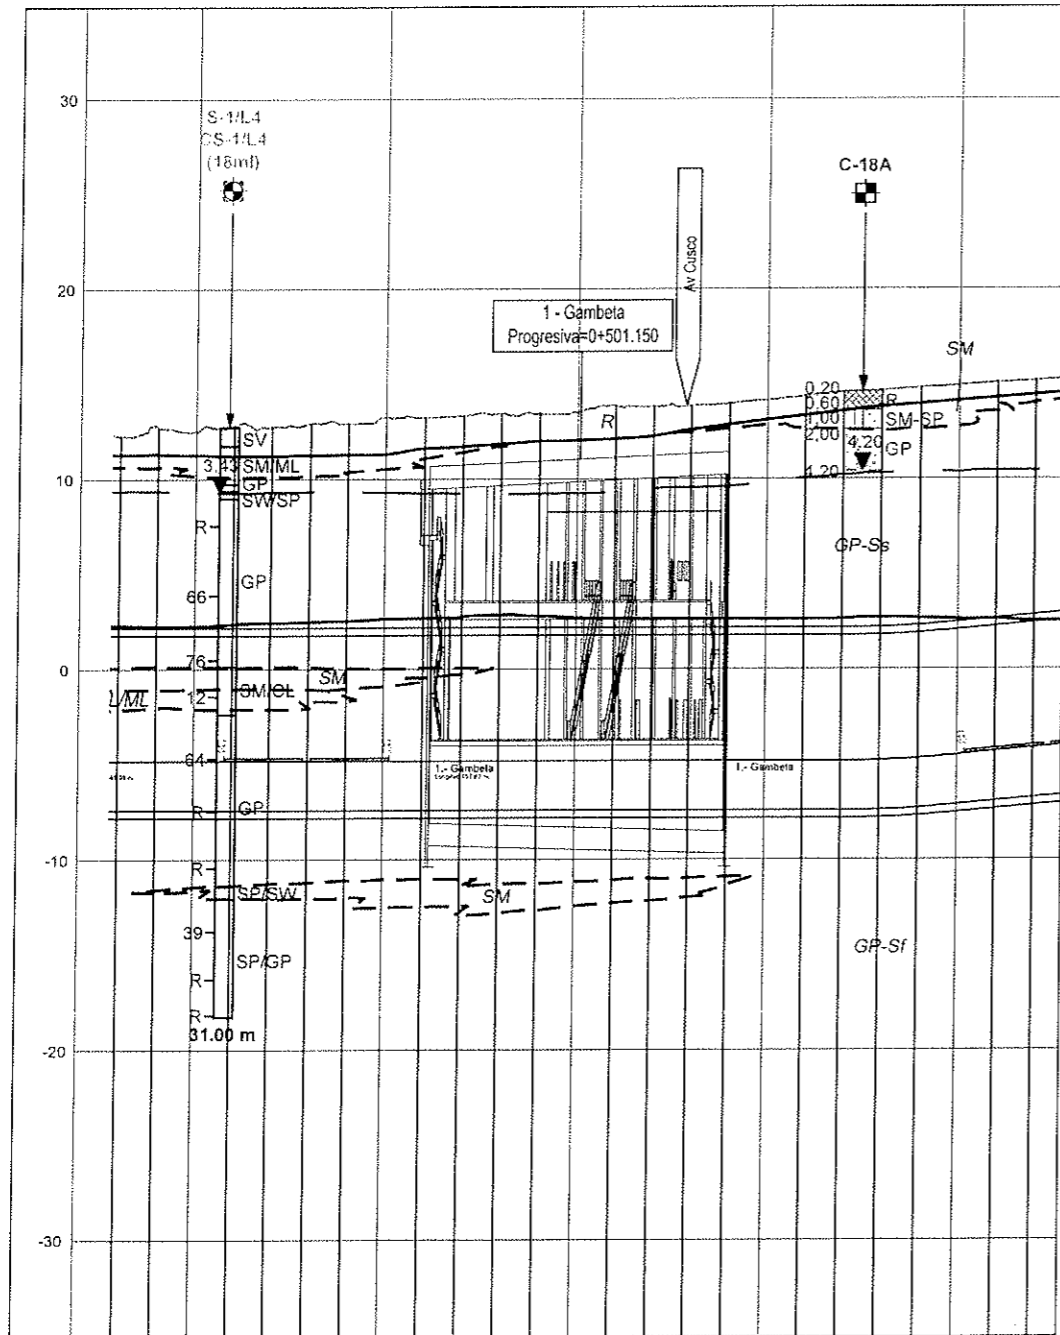 30
S-1/L4
CS-1/L4
(18ml)
C-18A
Av Cusco
20
1 - Gambeta
Progresiva=0+501.150
SM
R
0,20
0,60
1,00
2,00
R
SM-SP
4.20
GP
SV
3,43
SM/ML
GP
SW/SP
10
R
GP
GP-Ss
66
76
0
SM
SM/CL
12
L/ML
64
1.- Gambeta
1.- Gambeta
R
GP
-10
R
SP/SW
SM
39
SP/GP
GP-Sf
R
R
31.00 m
-20
-30